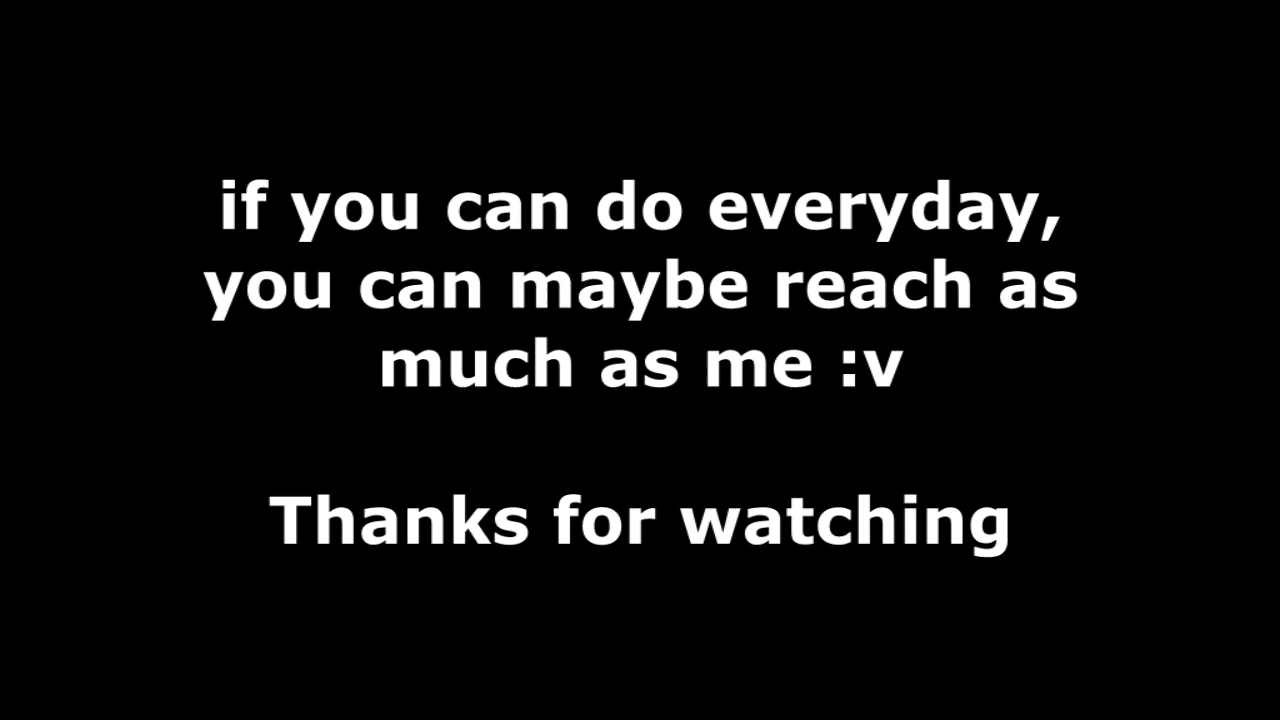 if you can do everyday,
you can maybe reach as
much as me :v
Thanks for watching